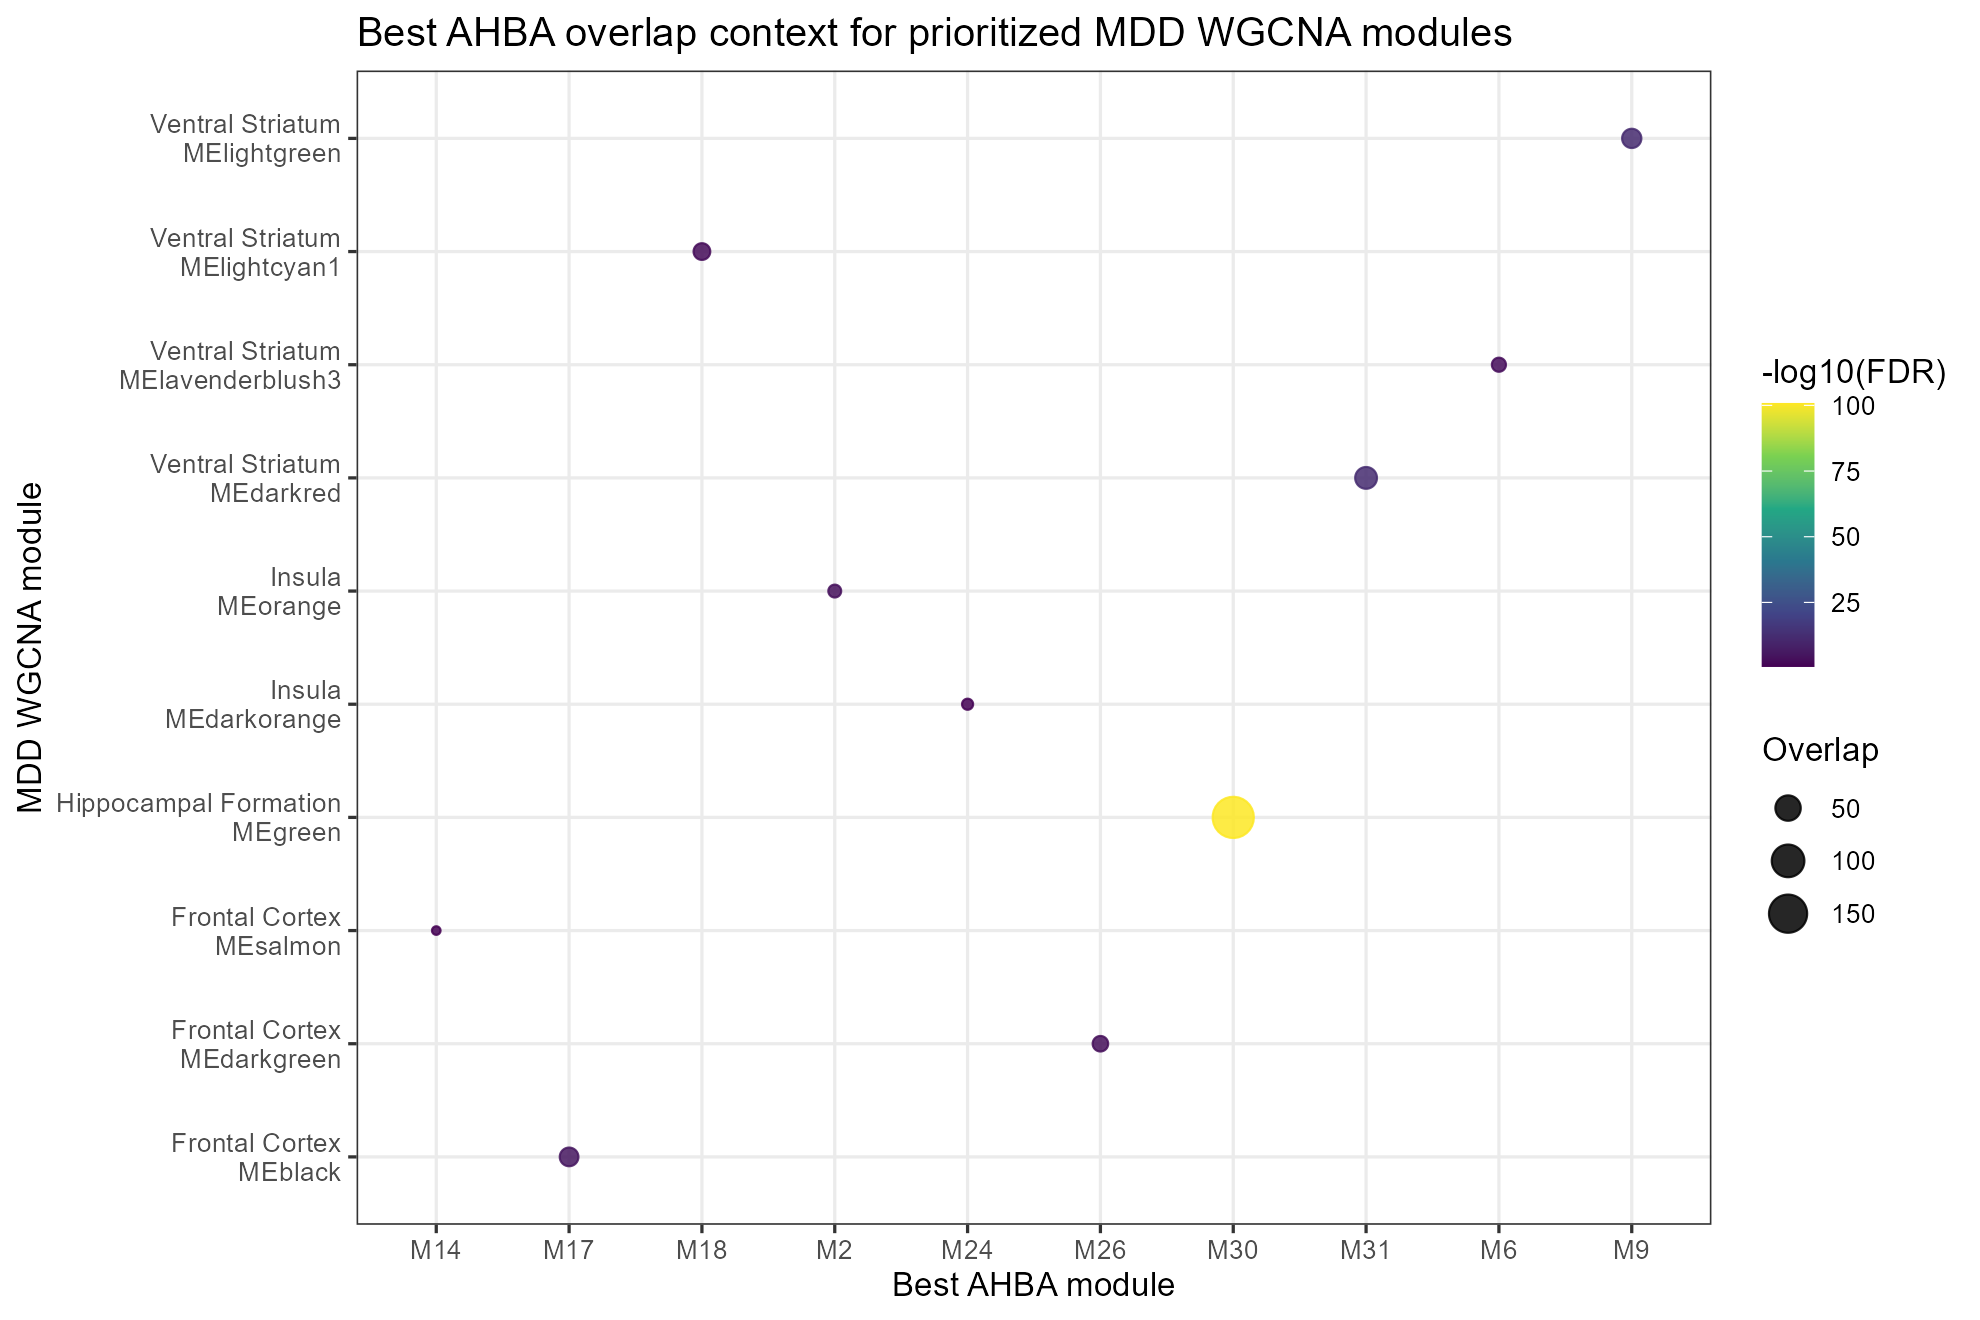 Best AHBA overlap context for prioritized MDD WGCNA modules
MDD WGCNA module
Ventral Striatum
MElightgreen
Ventral Striatum
MElightcyan1
Ventral Striatum
MElavenderblush3
Ventral Striatum
MEdarkred
Insula
MEorange
Insula
MEdarkorange
Hippocampal Formation
MEgreen
Frontal Cortex
MEsalmon
Frontal Cortex
MEdarkgreen
Frontal Cortex
MEblack
M14 M17 M18 M2 M24 M26 M30 M31 M6 M9
Best AHBA module
-log10(FDR)
100
75
50
25
Overlap
50
100
150